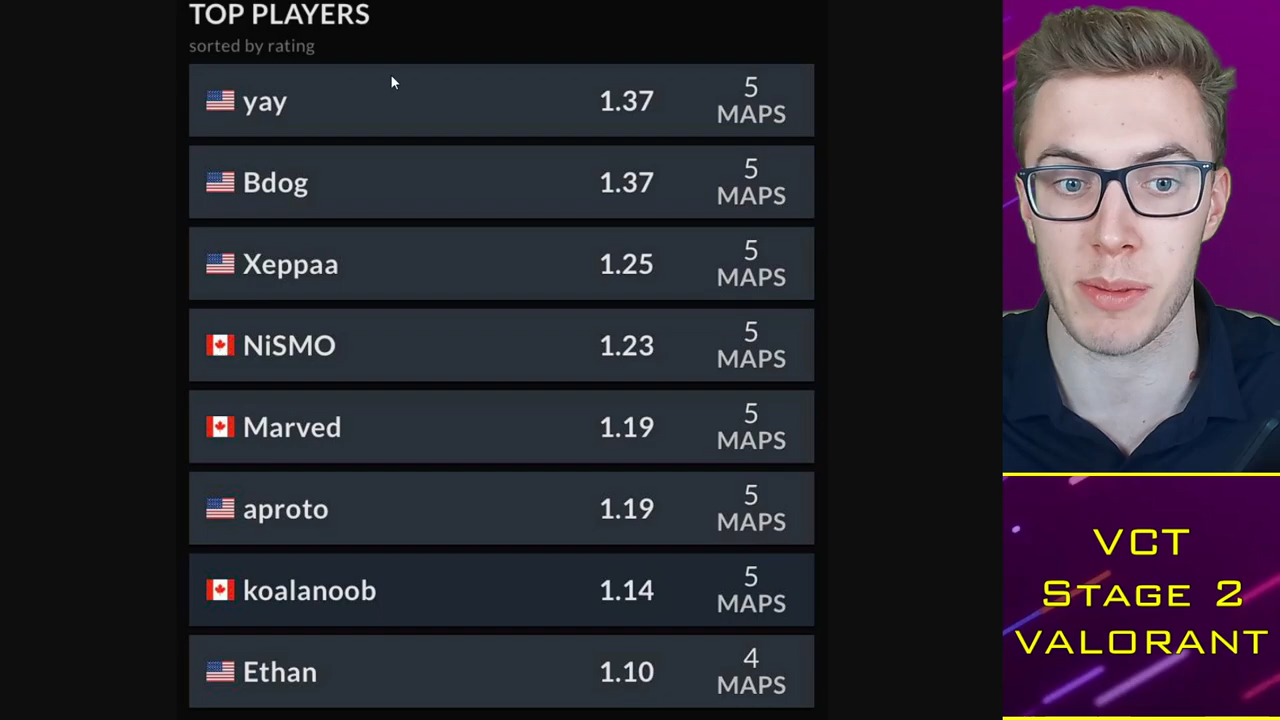 TOP PLAYERS
sorted by rating
yay 1.37 5 MAPS
Bdog 1.37 5 MAPS
Xeppaa 1.25 5 MAPS
NiSMO 1.23 5 MAPS
Marved 1.19 5 MAPS
aproto 1.19 5 MAPS
koalanoob 1.14 5 MAPS
Ethan 1.10 4 MAPS
VCT
STAGE 2
VALORANT